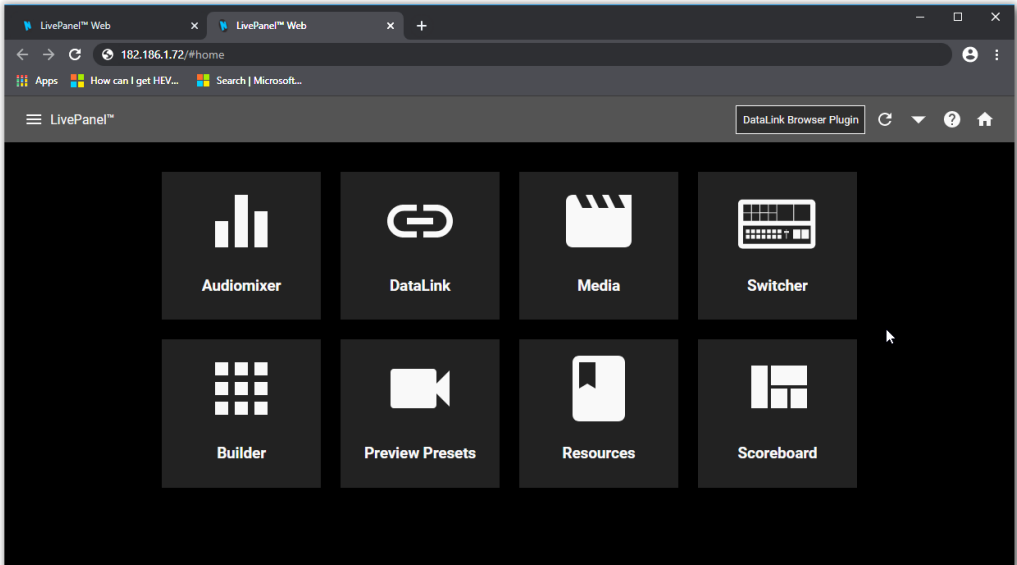 LivePanel™ Web
LivePanel™ Web
182.186.1.72/#home
Apps
How can I get HEV...
Search | Microsoft...
LivePanel™
DataLink Browser Plugin
Audiomixer
DataLink
Media
Switcher
Builder
Preview Presets
Resources
Scoreboard